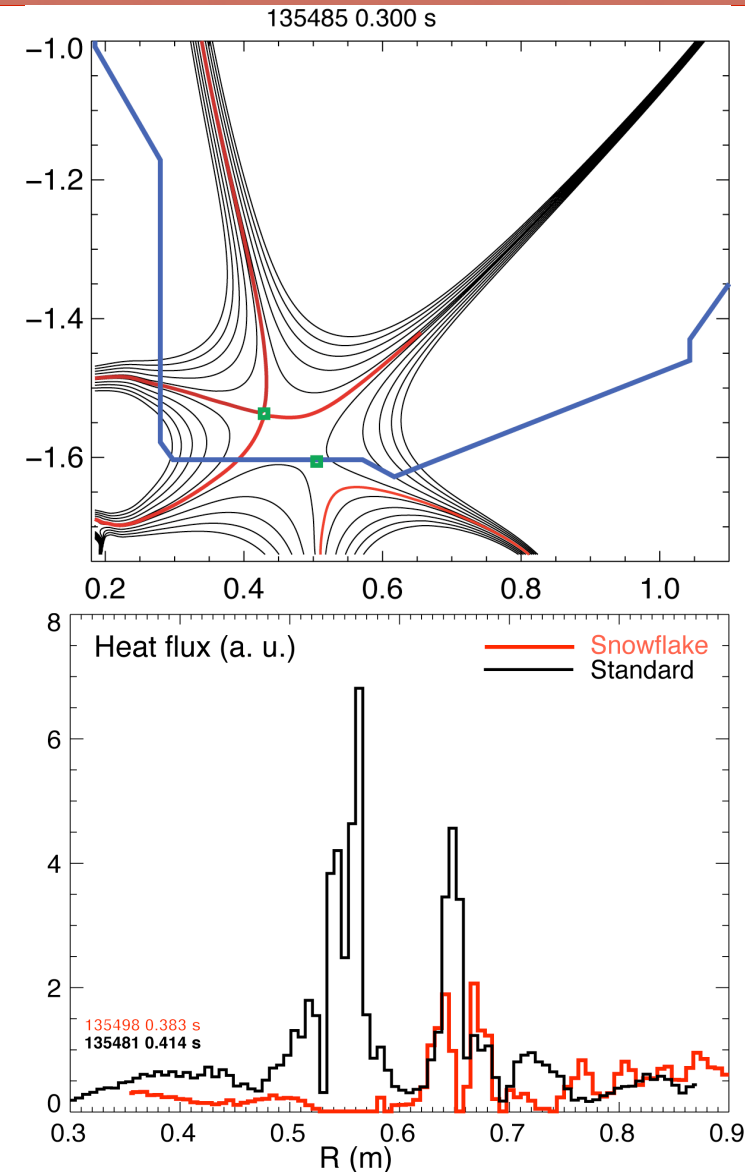 135485 0.300 s
−1.0
−1.2
−1.4
−1.6
0.2 0.4 0.6 0.8 1.0
8
Heat flux (a. u.)
Snowflake
Standard
6
4
2
135498 0.383 s
135481 0.414 s
0
0.3 0.4 0.5 0.6 0.7 0.8 0.9
R (m)